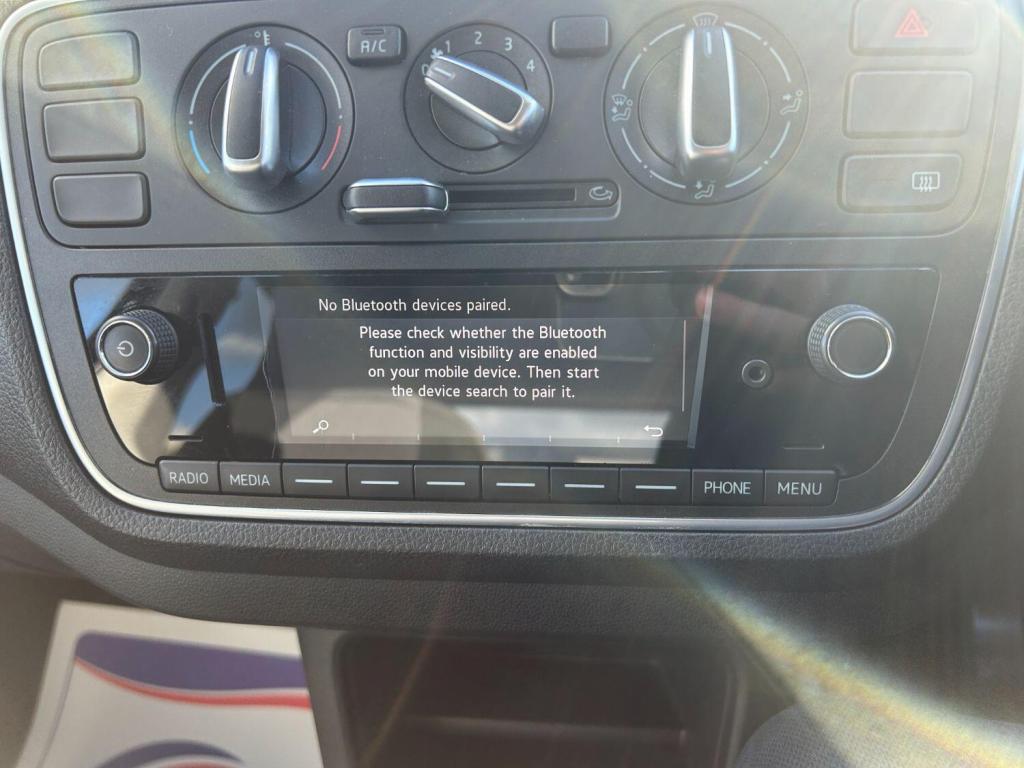 A/C
1 2 3 4
No Bluetooth devices paired.
Please check whether the Bluetooth
function and visibility are enabled
on your mobile device. Then start
the device search to pair it.
RADIO MEDIA PHONE MENU